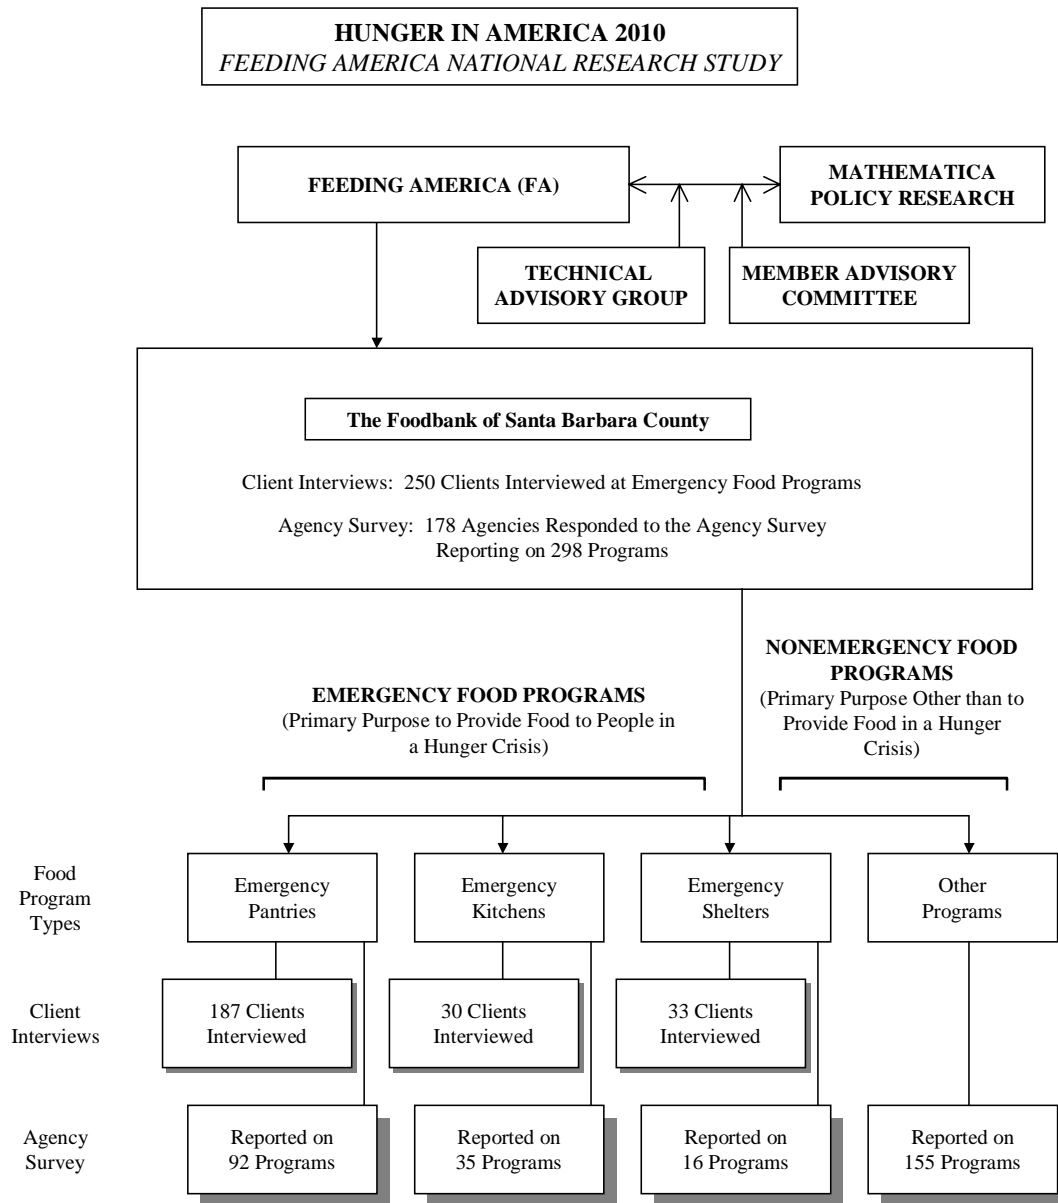 HUNGER IN AMERICA 2010
FEEDING AMERICA NATIONAL RESEARCH STUDY
FEEDING AMERICA (FA)
MATHEMATICA
POLICY RESEARCH
TECHNICAL
ADVISORY GROUP
MEMBER ADVISORY
COMMITTEE
The Foodbank of Santa Barbara County
Client Interviews: 250 Clients Interviewed at Emergency Food Programs
Agency Survey: 178 Agencies Responded to the Agency Survey
Reporting on 298 Programs
EMERGENCY FOOD PROGRAMS
(Primary Purpose to Provide Food to People in
a Hunger Crisis)
NONEMERGENCY FOOD
PROGRAMS
(Primary Purpose Other than to
Provide Food in a Hunger
Crisis)
Food
Program
Types
Emergency
Pantries
Emergency
Kitchens
Emergency
Shelters
Other
Programs
Client
Interviews
187 Clients
Interviewed
30 Clients
Interviewed
33 Clients
Interviewed
Agency
Survey
Reported on
92 Programs
Reported on
35 Programs
Reported on
16 Programs
Reported on
155 Programs